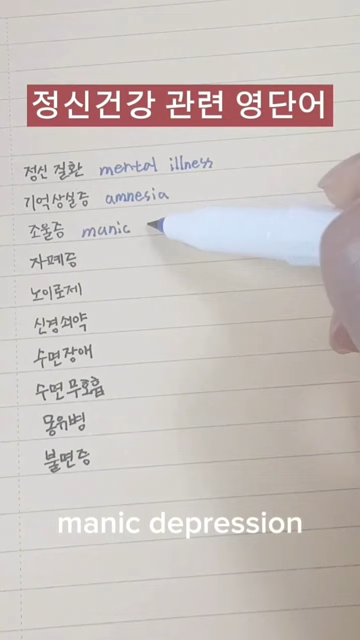 정신건강 관련 영단어
정신 질환 mental illness
기억상실증 amnesia
조울증 manic
자폐증
노이로제
신경쇠약
수면장애
수면 무호흡
몽유병
불면증
manic depression